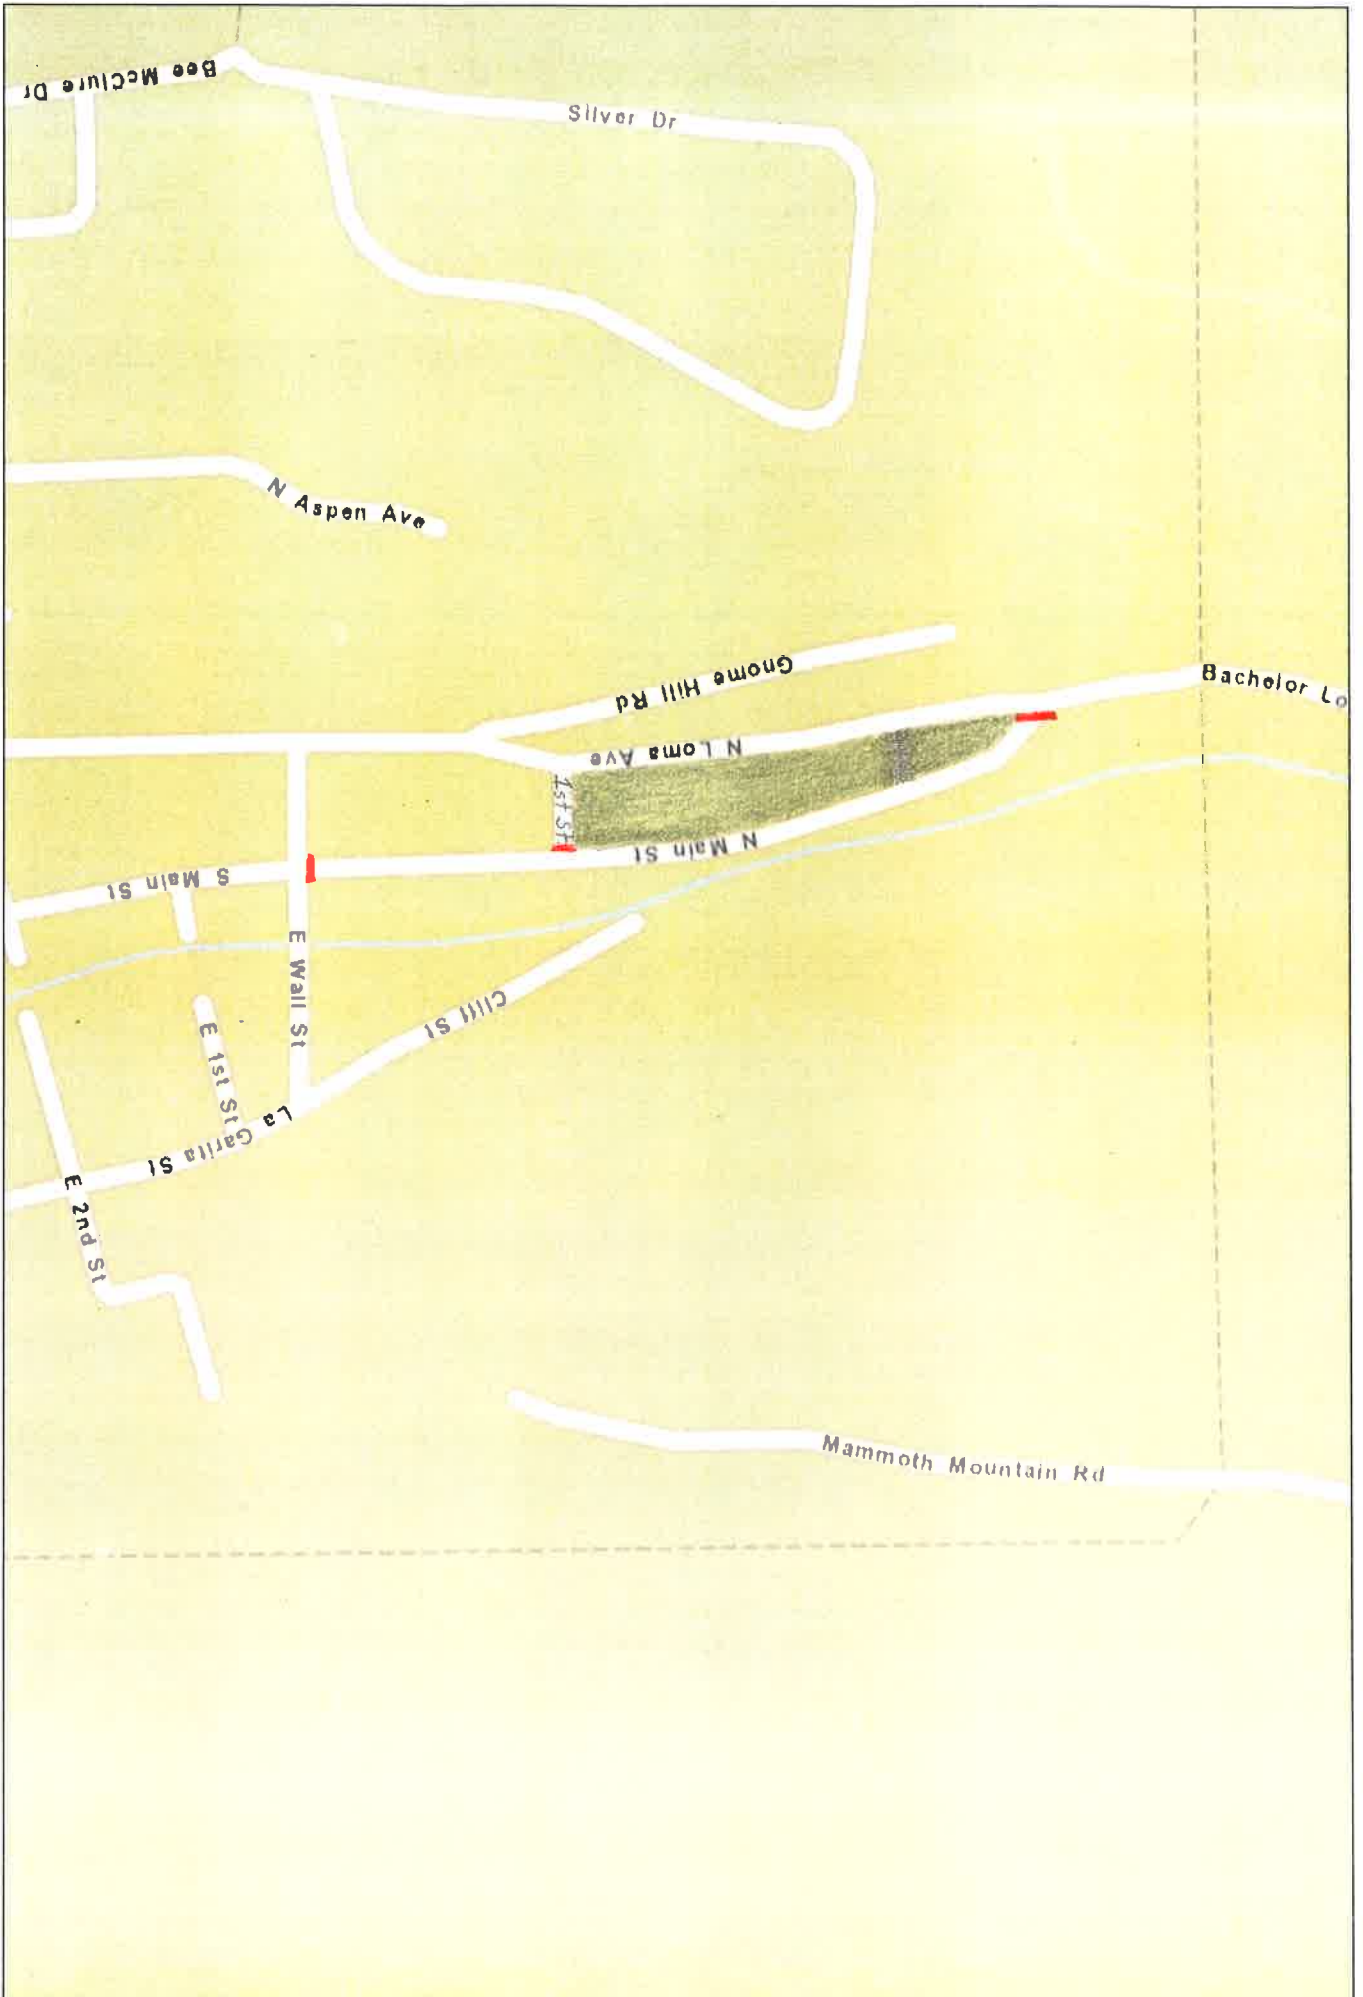 Bee McClure Dr
Silver Dr
N Aspen Ave
Gnome Hill Rd
Bachelor Lo
N Loma Ave
1st st
N Main St
S Main St
E Wall St
Cliff St
E 1st St
La Garita St
E 2nd St
Mammoth Mountain Rd